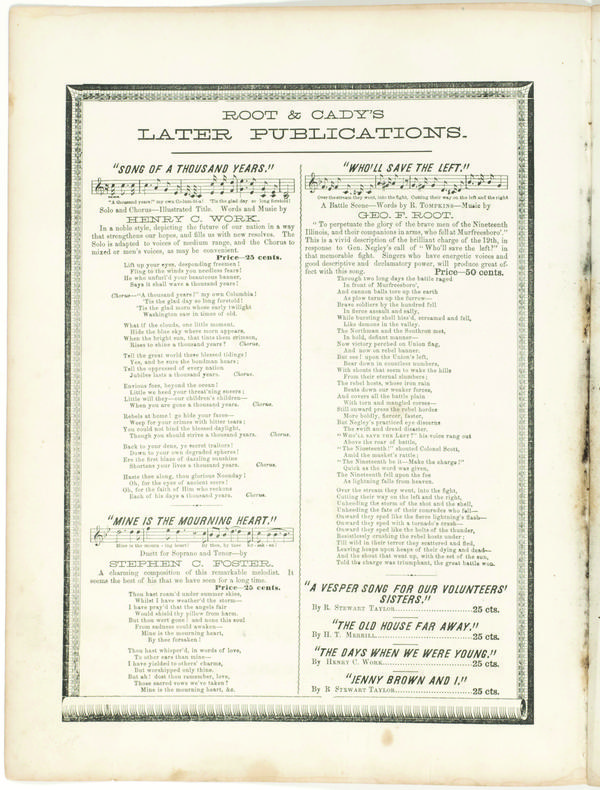 ROOT & CADY'S
LATER PUBLICATIONS.
"SONG OF A THOUSAND YEARS."
"A thousand years!" my own Columbia! 'Tis the glad day so long foretold!
Solo and Chorus—Illustrated Title. Words and Music by
HENRY C. WORK.
In a noble style, depicting the future of our nation in a way
that strengthens our hopes, and fills us with new resolves. The
Solo is adapted to voices of medium range, and the Chorus to
mixed or men's voices, as may be convenient.
Price—25 cents.
Lift up your eyes, desponding freemen!
Fling to the winds your needless fears!
He who unfurl'd your beauteous banner,
Says it shall wave a thousand years!
Chorus—"A thousand years!" my own Columbia!
'Tis the glad day so long foretold!
'Tis the glad morn whose early twilight
Washington saw in times of old.
What if the clouds, one little moment,
Hide the blue sky where morn appears,
When the bright sun, that tints them crimson,
Rises to shine a thousand years? Chorus.
Tell the great world these blessed tidings!
Yes, and be sure the bondman hears;
Tell the oppressed of every nation
Jubilee lasts a thousand years. Chorus.
Envious foes, beyond the ocean!
Little we heed your threat'ning sneers;
Little will they—our children's children—
When you are gone a thousand years. Chorus.
Rebels at home! go hide your faces—
Weep for your crimes with bitter tears;
You could not bind the blessed daylight,
Though you should strive a thousand years. Chorus.
Back to your dens, ye secret traitors!
Down to your own degraded spheres!
Ere the first blaze of dazzling sunshine
Shortens your lives a thousand years. Chorus.
Haste thee along, thou glorious Noonday!
Oh, for the eyes of ancient seers!
Oh, for the faith of Him who reckons
Each of his days a thousand years. Chorus.
"MINE IS THE MOURNING HEART."
Mine is the mourning heart! By thee, by thee for-sak-en!
Duett for Soprano and Tenor—by
STEPHEN C. FOSTER.
A charming composition of this remarkable melodist. It
seems the best of his that we have seen for a long time.
Price—25 cents.
Thou hast roam'd under summer skies,
Whilst I have weather'd the storm—
I have pray'd that the angels fair
Would shield thy pillow from harm.
But thou wert gone! and none this soul
From sadness could awaken—
Mine is the mourning heart,
By thee forsaken!
Thou hast whisper'd, in words of love,
To other ears than mine—
I have yielded to others' charms,
But worshipped only thine.
But ah! dost thou remember, love,
Those sacred vows we've taken?
Mine is the mourning heart, &c.
"WHO'LL SAVE THE LEFT."
Over the stream they went, into the fight, Cutting their way on the left and the right
A Battle Scene—Words by R. TOMPKINS—Music by
GEO. F. ROOT.
"To perpetuate the glory of the brave men of the Nineteenth
Illinois, and their companions in arms, who fell at Murfreesboro'."
This is a vivid description of the brilliant charge of the 19th, in
response to Gen. Negley's call of "Who'll save the left?" in
that memorable fight. Singers who have energetic voices and
good descriptive and declamatory power, will produce great ef-
fect with this song. Price—50 cents.
Through two long days the battle raged
In front of Murfreesboro',
And cannon balls tore up the earth
As plow turns up the furrow—
Brave soldiers by the hundred fell
In fierce assault and sally,
While bursting shell hiss'd, screamed and fell,
Like demons in the valley.
The Northman and the Southron met,
In bold, defiant manner—
Now victory perched on Union flag,
And now on rebel banner.
But see! upon the Union's left,
Bear down in countless numbers,
With shouts that seem to wake the hills
From their eternal slumbers;
The rebel hosts, whose iron rain
Beats down our weaker forces,
And covers all the battle plain
With torn and mangled corses—
Still onward press the rebel hordes
More boldly, fiercer, faster,
But Negley's practiced eye discerns
The swift and dread disaster.
"WHO'LL SAVE THE LEFT?" his voice rang out
Above the roar of battle,
"The Nineteenth!" shouted Colonel Scott,
Amid the musket's rattle;
"The Nineteenth be it—Make the charge!"
Quick as the word was given,
The Nineteenth fell upon the foe
As lightning falls from heaven.
Over the stream they went, into the fight,
Cutting their way on the left and the right,
Unheeding the storm of the shot and the shell,
Unheeding the fate of their comrades who fell—
Onward they sped like the fierce lightning's flash—
Onward they sped with a tornado's crash—
Onward they sped like the bolts of the thunder,
Resistlessly crushing the rebel hosts under;
Till wild in their terror they scattered and fled,
Leaving heaps upon heaps of their dying and dead—
And the shout that went up, with the set of the sun,
Told the charge was triumphant, the great battle won.
"A VESPER SONG FOR OUR VOLUNTEERS'
SISTERS."
By R. STEWART TAYLOR........................25 cts.
"THE OLD HOUSE FAR AWAY."
By H. T. MERRILL........................25 cts.
"THE DAYS WHEN WE WERE YOUNG."
By HENRY C. WORK........................25 cts.
"JENNY BROWN AND I."
By R STEWART TAYLOR........................25 cts.